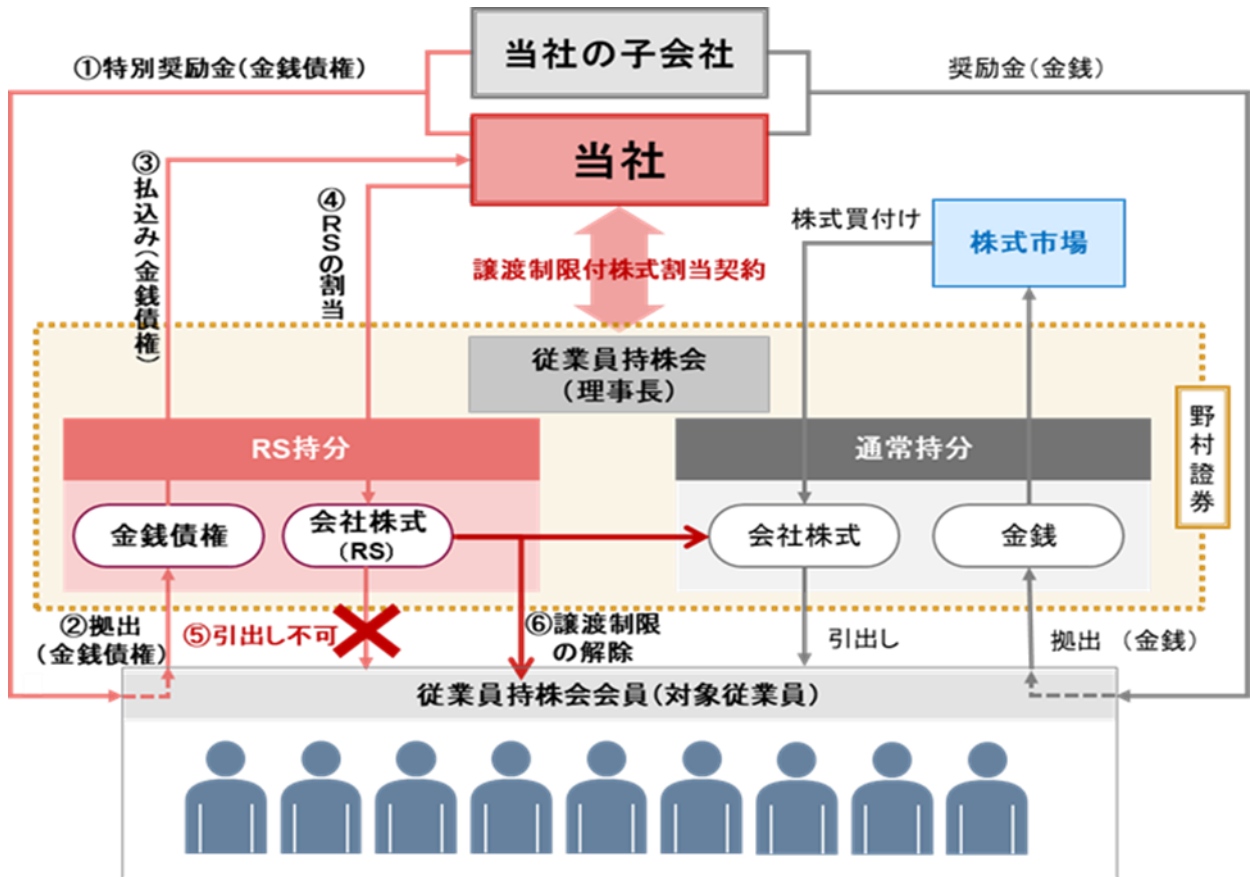 当社の子会社
①特別奨励金(金銭債権)
奨励金(金銭)
当社
③払込み(金銭債権)
④RSの割当
株式買付け
株式市場
譲渡制限付株式割当契約
従業員持株会
(理事長)
野村證券
RS持分
通常持分
金銭債権
会社株式
(RS)
会社株式
金銭
②拠出
(金銭債権)
⑤引出し不可
⑥譲渡制限
の解除
引出し
拠出 (金銭)
従業員持株会会員(対象従業員)